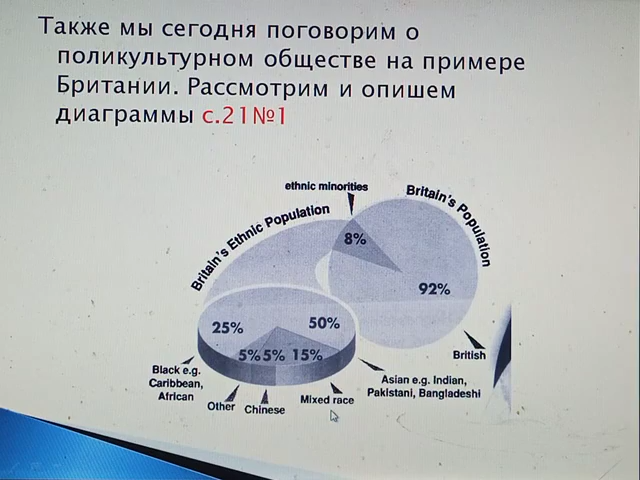 Также мы сегодня поговорим о
поликультурном обществе на примере
Британии. Рассмотрим и опишем
диаграммы с.21№1
ethnic minorities
Britain's Population
Britain's Ethnic Population
8%
92%
25%
50%
5%
5%
15%
British
Black e.g.
Caribbean,
African
Other
Chinese
Mixed race
Asian e.g. Indian,
Pakistani, Bangladeshi